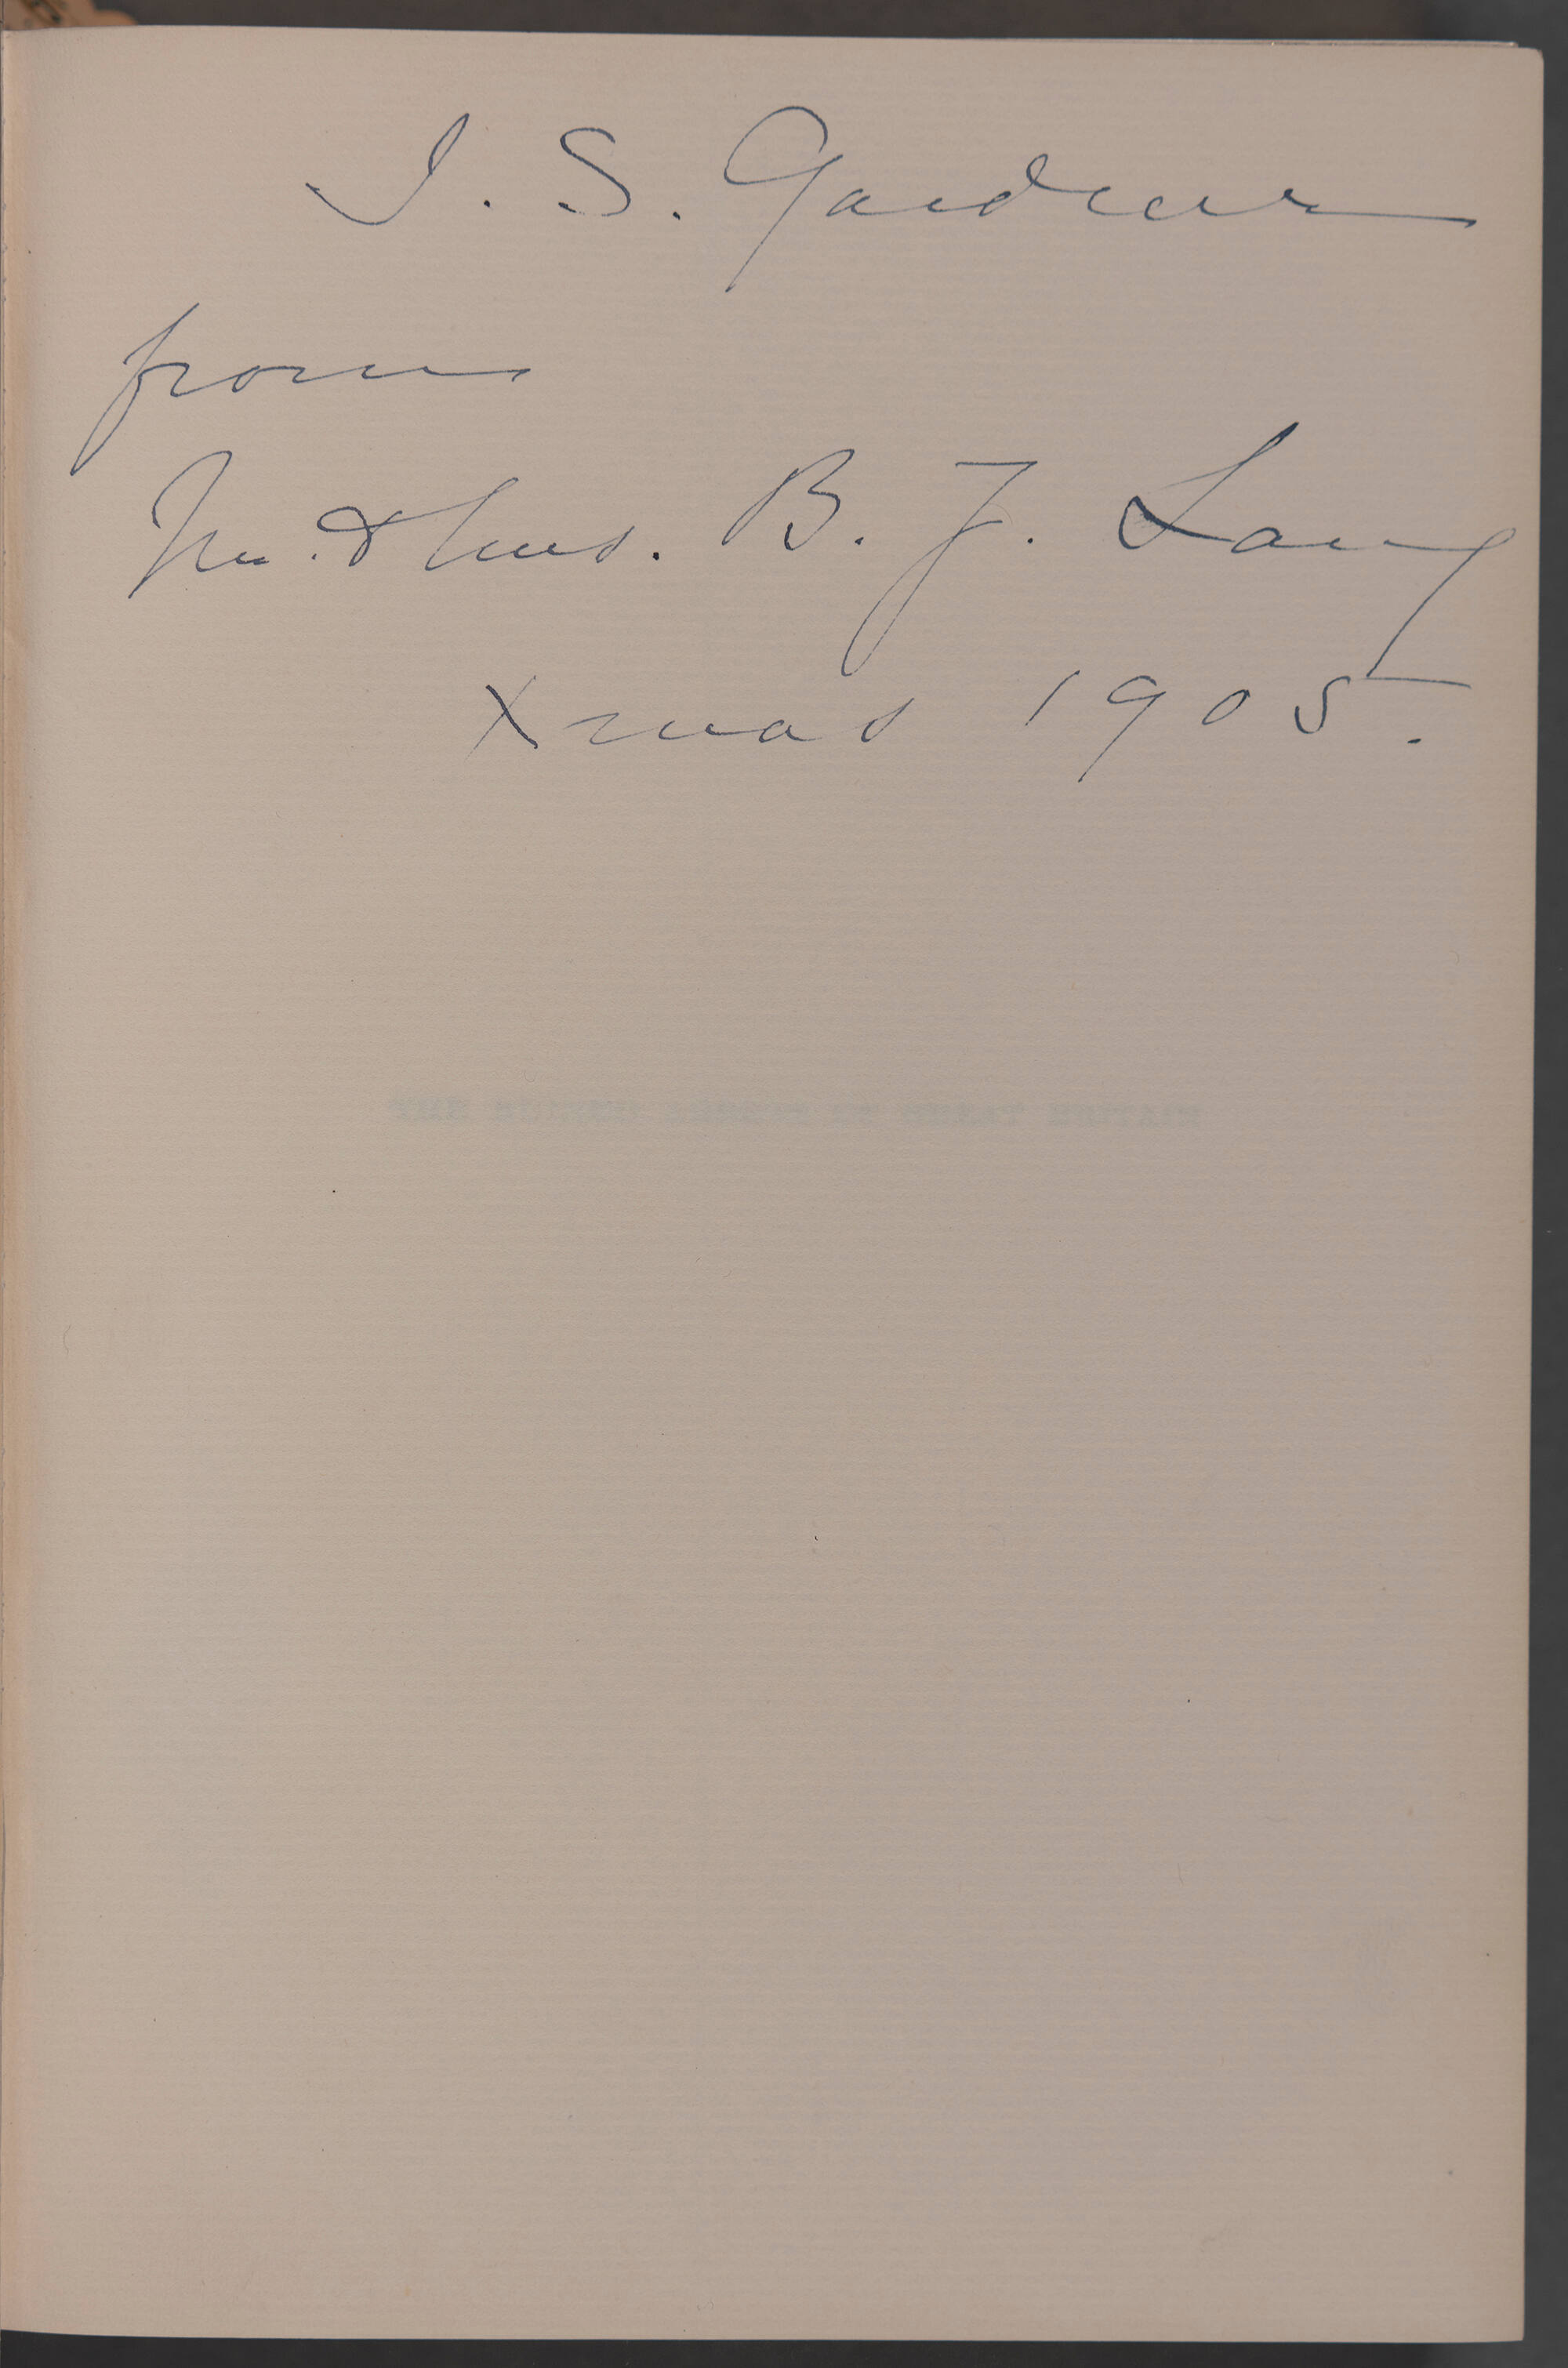 I. S. Gardner
from
Mr. & Mrs. B. J. Lang
Xmas 1905.